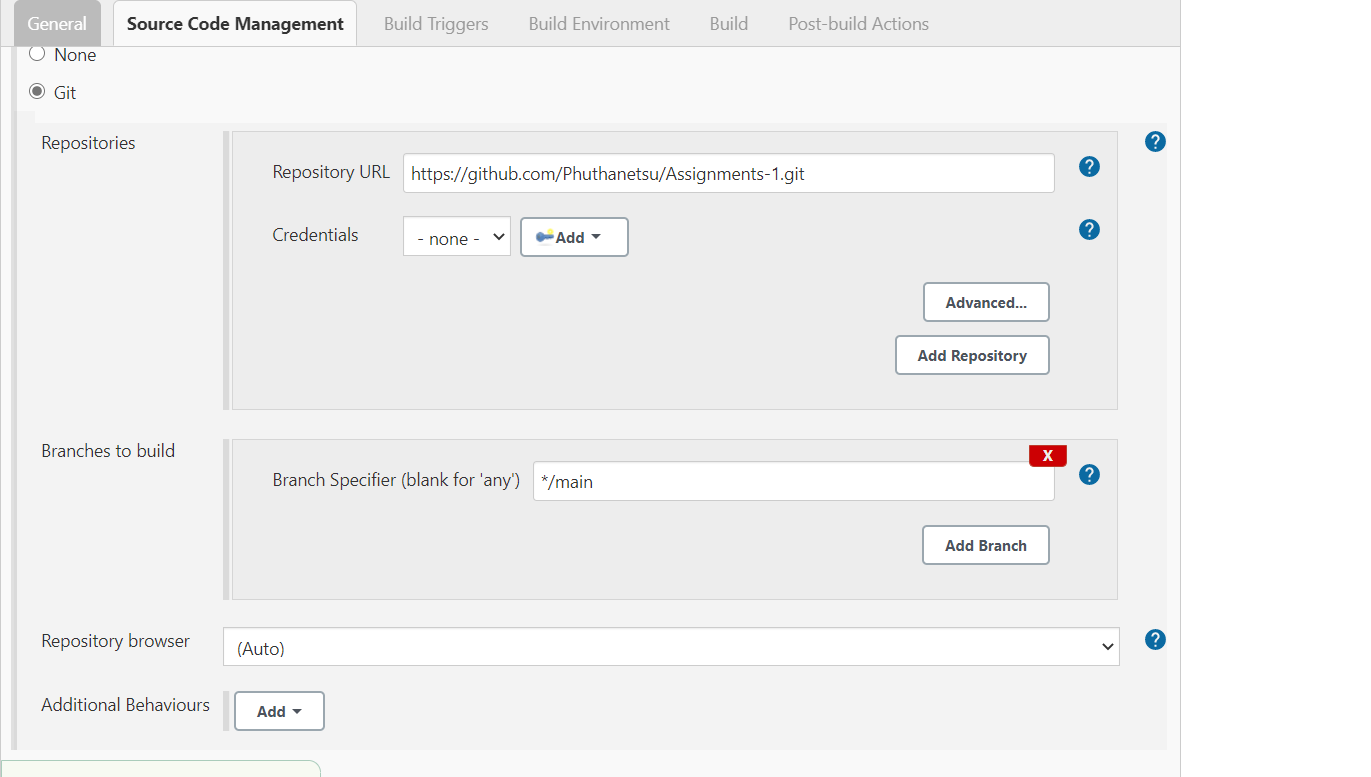 General Source Code Management Build Triggers Build Environment Build Post-build Actions
None
Git
Repositories
?
Repository URL https://github.com/Phuthanetsu/Assignments-1.git ?
Credentials - none - Add ?
Advanced...
Add Repository
Branches to build
X
Branch Specifier (blank for 'any') */main ?
Add Branch
Repository browser (Auto) ?
Additional Behaviours Add